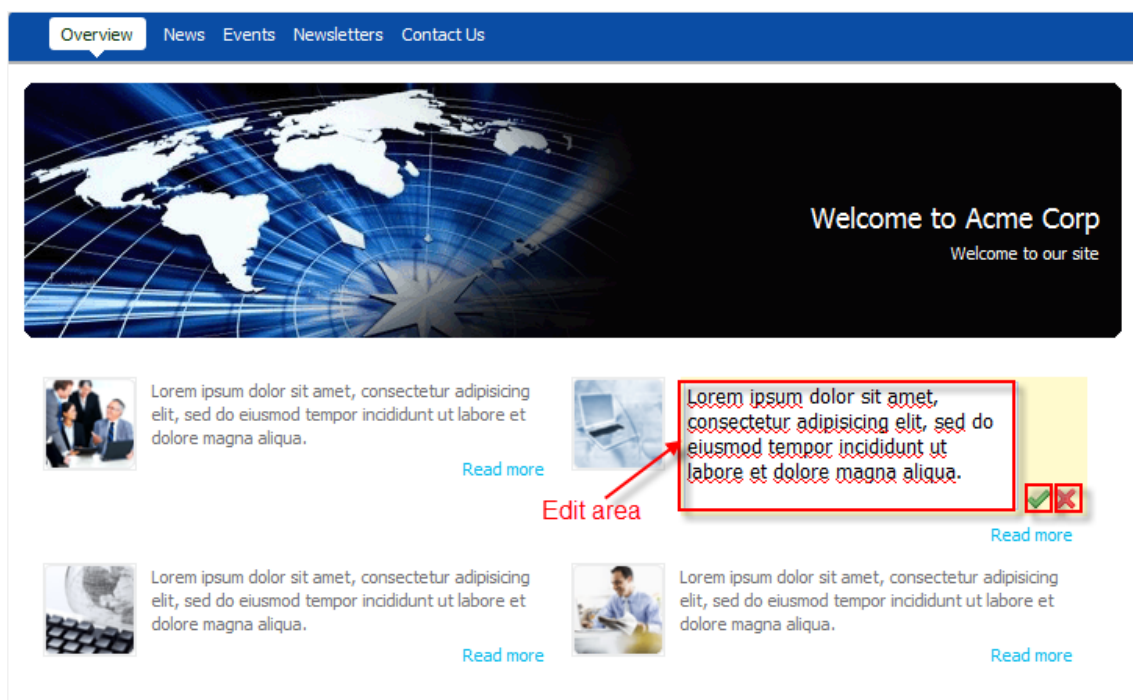 Overview News Events Newsletters Contact Us
Welcome to Acme Corp
Welcome to our site
Lorem ipsum dolor sit amet, consectetur adipisicing
elit, sed do eiusmod tempor incididunt ut labore et
dolore magna aliqua.
Read more
Lorem ipsum dolor sit amet,
consectetur adipisicing elit, sed do
eiusmod tempor incididunt ut
labore et dolore magna aliqua.
Edit area
Read more
Lorem ipsum dolor sit amet, consectetur adipisicing
elit, sed do eiusmod tempor incididunt ut labore et
dolore magna aliqua.
Read more
Lorem ipsum dolor sit amet, consectetur adipisicing
elit, sed do eiusmod tempor incididunt ut labore et
dolore magna aliqua.
Read more